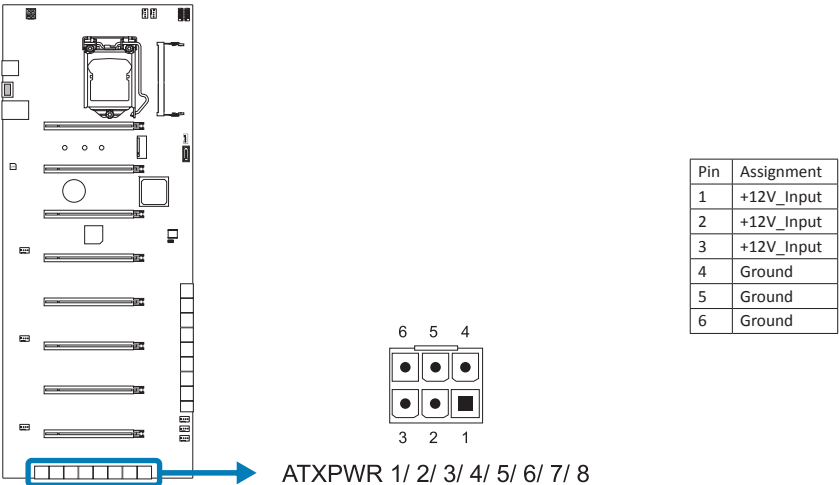 Pin Assignment
1 +12V_Input
2 +12V_Input
3 +12V_Input
4 Ground
5 Ground
6 Ground
6 5 4
3 2 1
ATXPWR 1/ 2/ 3/ 4/ 5/ 6/ 7/ 8